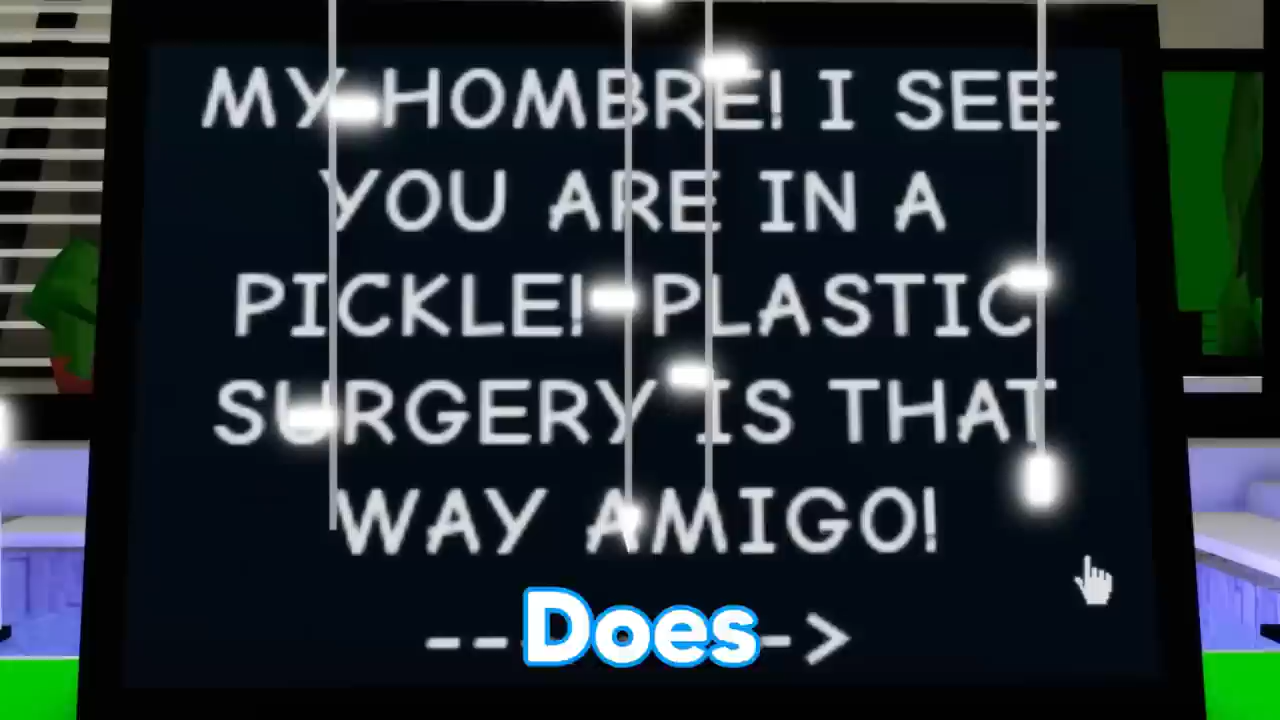 MY HOMBRE! I SEE
YOU ARE IN A
PICKLE! PLASTIC
SURGERY IS THAT
WAY AMIGO!
-- Does ->